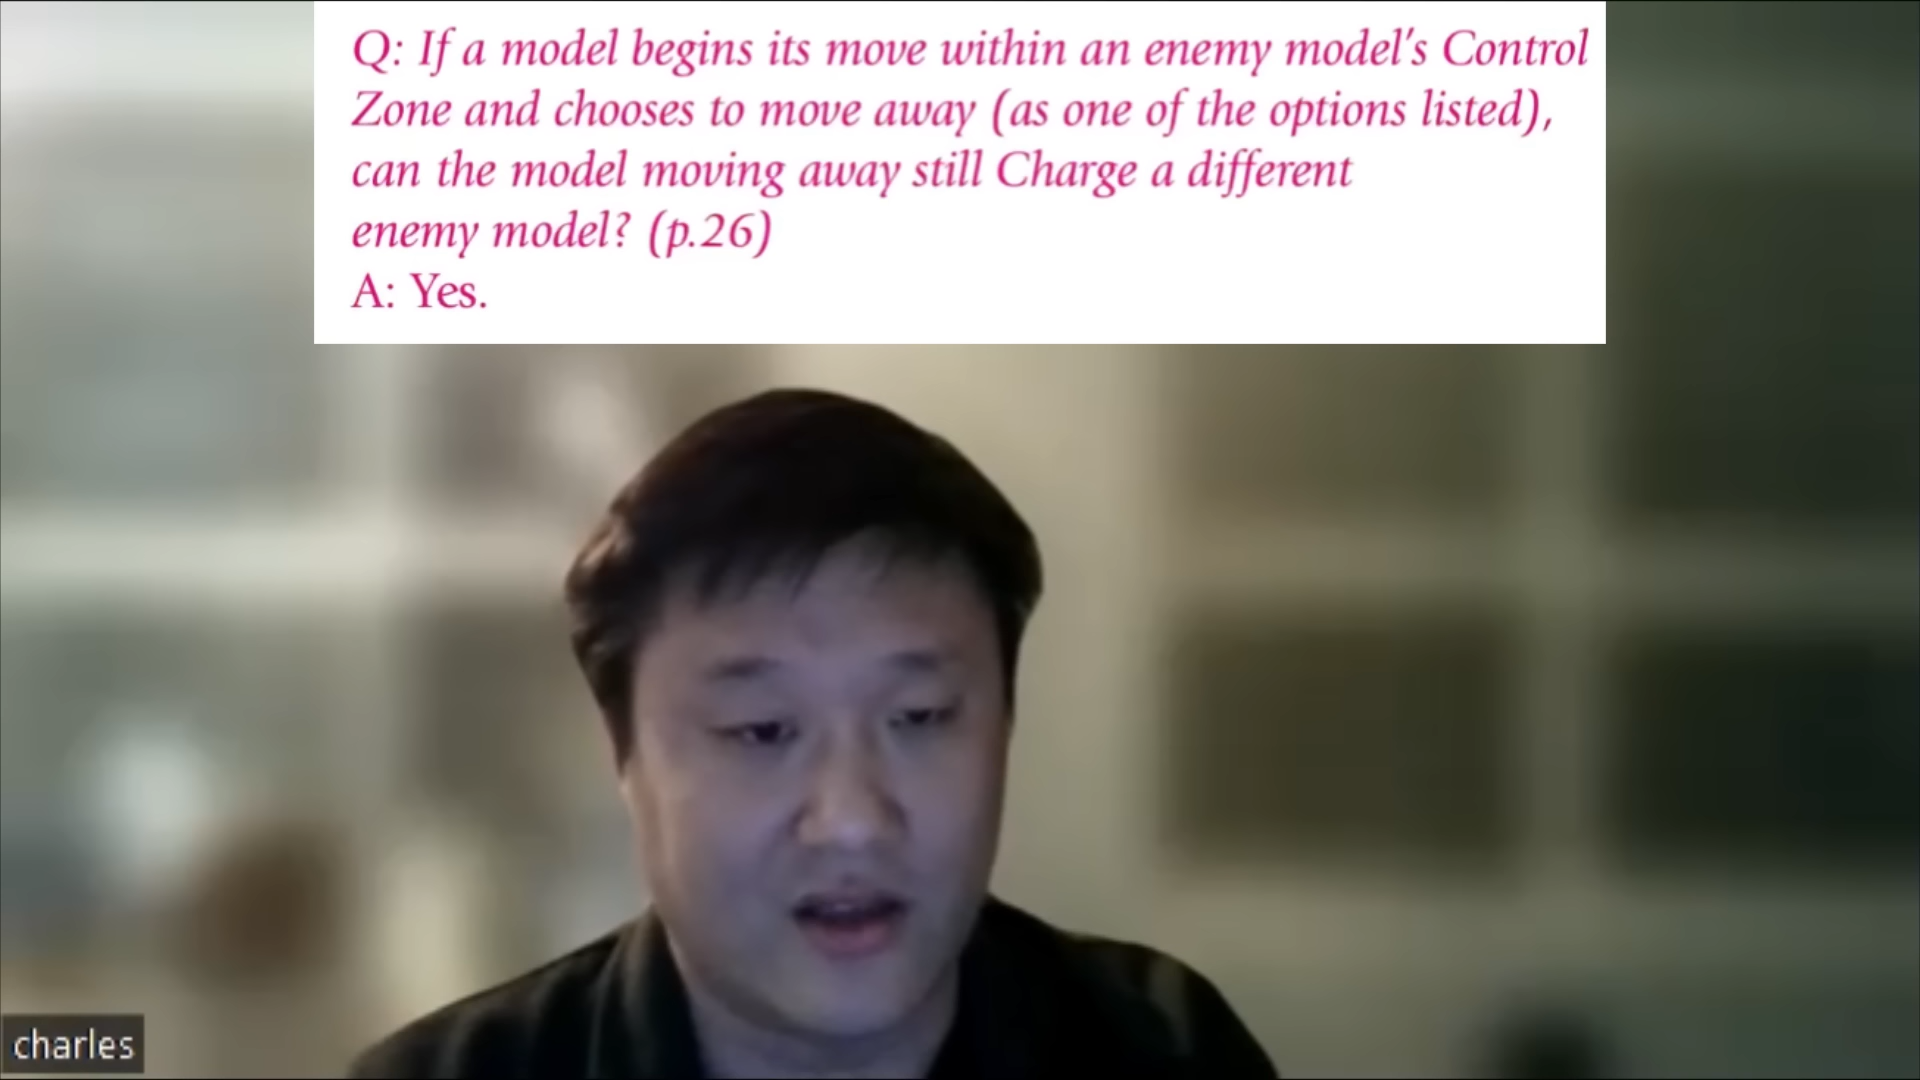 Q: If a model begins its move within an enemy model's Control
Zone and chooses to move away (as one of the options listed),
can the model moving away still Charge a different
enemy model? (p.26)
A: Yes.
charles